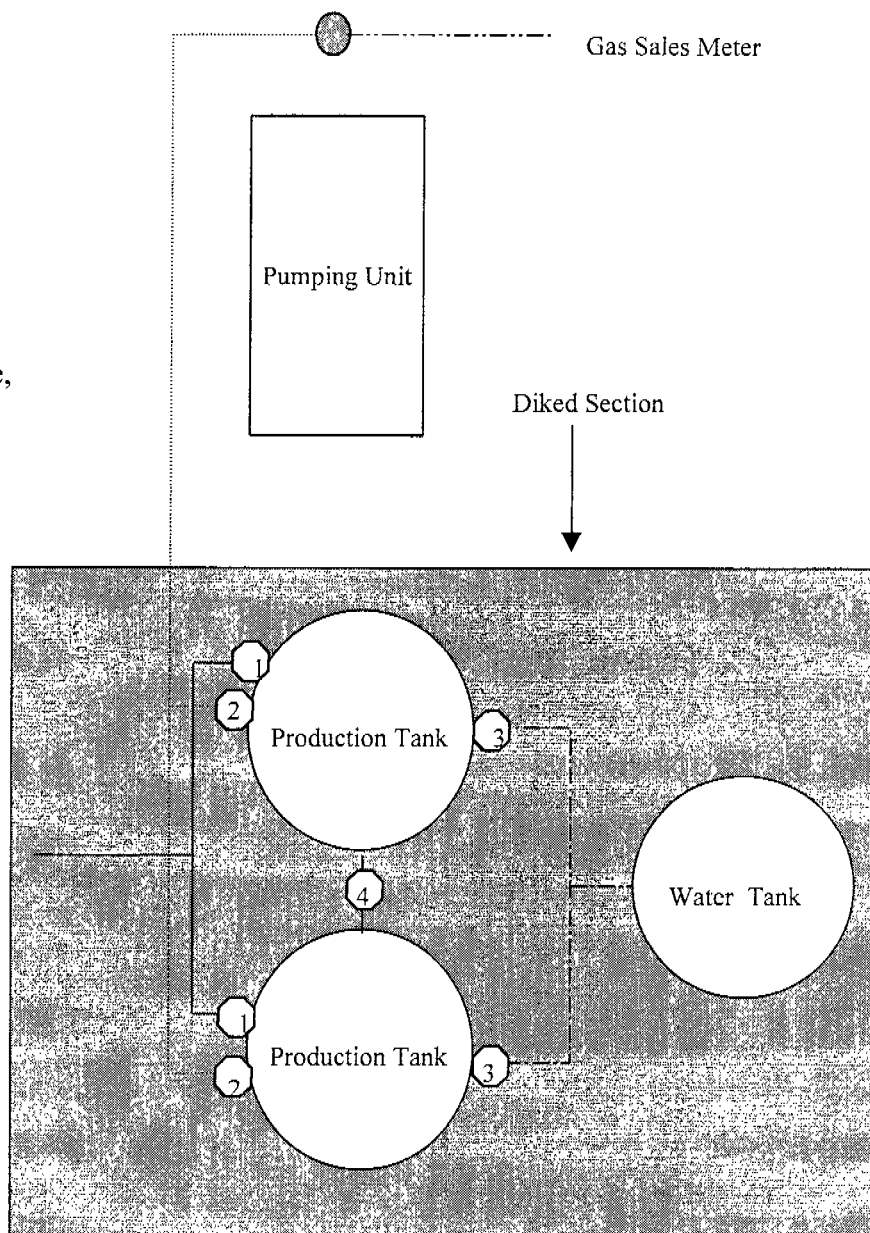 Gas Sales Meter
Pumping Unit
Diked Section
1
2
Production Tank
3
4
Water Tank
1
Production Tank
2
3